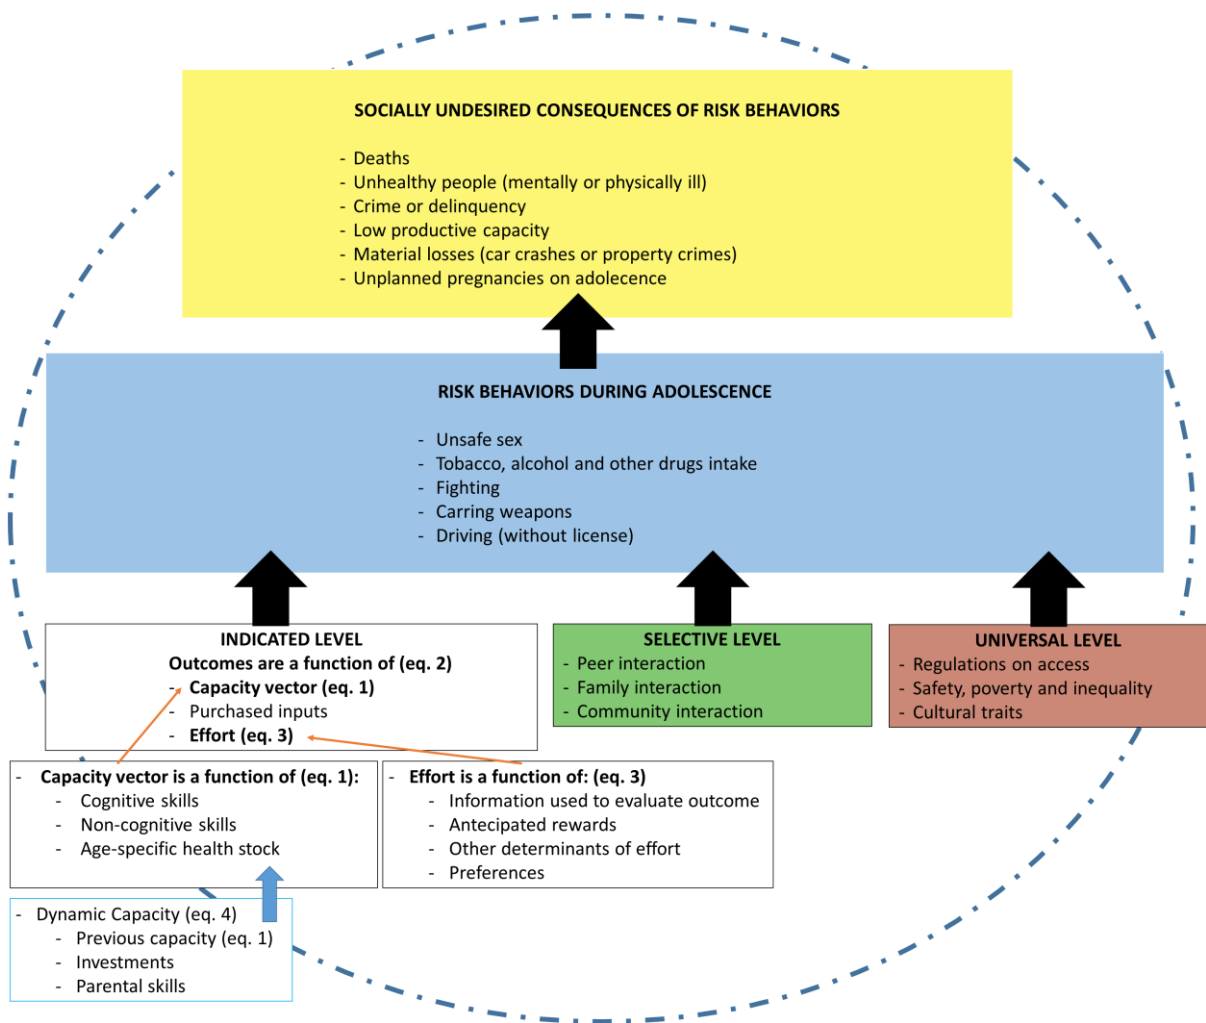 SOCIALLY UNDESIRED CONSEQUENCES OF RISK BEHAVIORS
- Deaths
- Unhealthy people (mentally or physically ill)
- Crime or delinquency
- Low productive capacity
- Material losses (car crashes or property crimes)
- Unplanned pregnancies on adolecence
RISK BEHAVIORS DURING ADOLESCENCE
- Unsafe sex
- Tobacco, alcohol and other drugs intake
- Fighting
- Carring weapons
- Driving (without license)
INDICATED LEVEL
Outcomes are a function of (eq. 2)
- Capacity vector (eq. 1)
- Purchased inputs
- Effort (eq. 3)
SELECTIVE LEVEL
- Peer interaction
- Family interaction
- Community interaction
UNIVERSAL LEVEL
- Regulations on access
- Safety, poverty and inequality
- Cultural traits
- Capacity vector is a function of (eq. 1):
- Cognitive skills
- Non-cognitive skills
- Age-specific health stock
- Effort is a function of: (eq. 3)
- Information used to evaluate outcome
- Antecipated rewards
- Other determinants of effort
- Preferences
- Dynamic Capacity (eq. 4)
- Previous capacity (eq. 1)
- Investments
- Parental skills